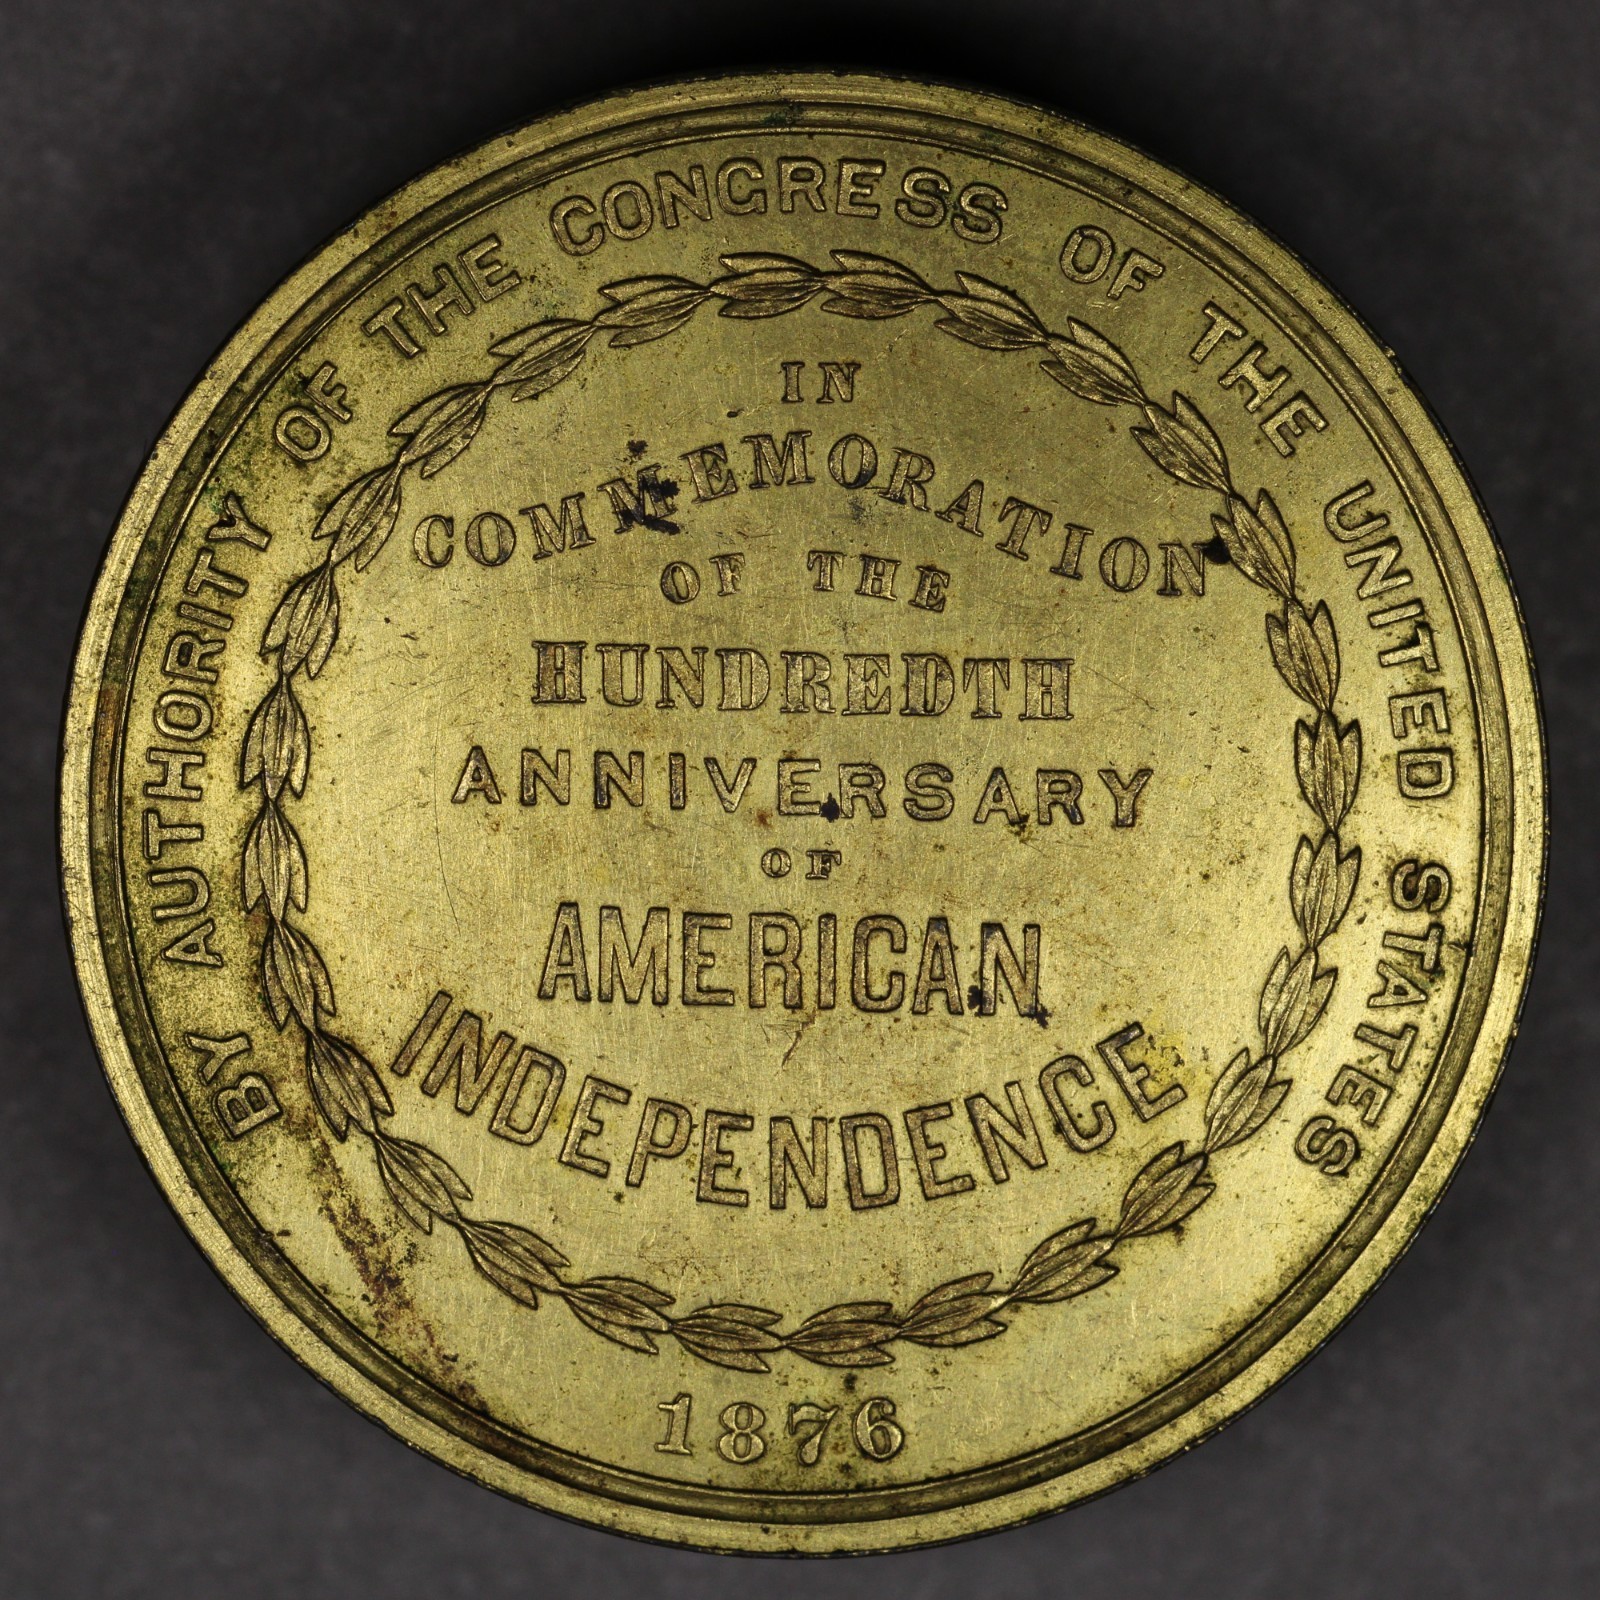 BY AUTHORITY OF THE CONGRESS OF THE UNITED STATES
IN
COMMEMORATION
OF THE
HUNDREDTH
ANNIVERSARY
OF
AMERICAN
INDEPENDENCE
1876